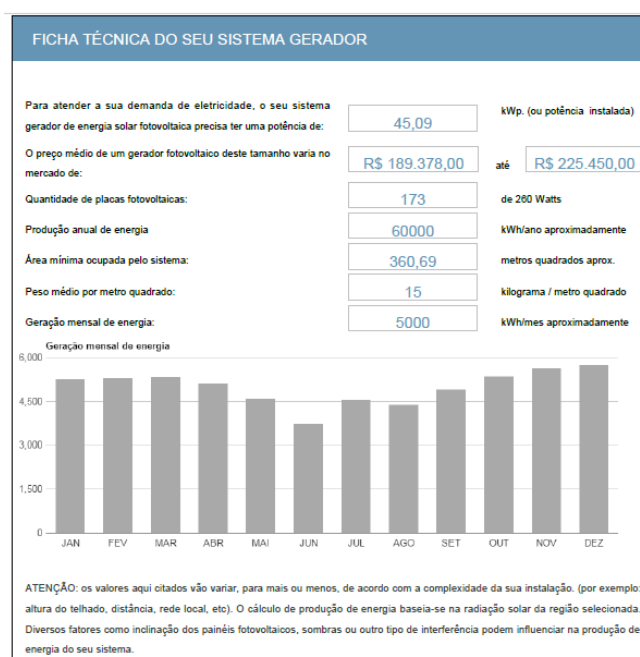 FICHA TÉCNICA DO SEU SISTEMA GERADOR
Para atender a sua demanda de eletricidade, o seu sistema
gerador de energia solar fotovoltaica precisa ter uma potência de:
45,09
kWp. (ou potência instalada)
O preço médio de um gerador fotovoltaico deste tamanho varia no
mercado de:
R$ 189.378,00
até
R$ 225.450,00
Quantidade de placas fotovoltaicas:
173
de 260 Watts
Produção anual de energia
60000
kWh/ano aproximadamente
Área mínima ocupada pelo sistema:
360,69
metros quadrados aprox.
Peso médio por metro quadrado:
15
kilograma / metro quadrado
Geração mensal de energia:
5000
kWh/mes aproximadamente
Geração mensal de energia
6,000
4,500
3,000
1,500
0
JAN FEV MAR ABR MAI JUN JUL AGO SET OUT NOV DEZ
ATENÇÃO: os valores aqui citados vão variar, para mais ou menos, de acordo com a complexidade da sua instalação. (por exemplo:
altura do telhado, distância, rede local, etc). O cálculo de produção de energia baseia-se na radiação solar da região selecionada.
Diversos fatores como inclinação dos painéis fotovoltaicos, sombras ou outro tipo de interferência podem influenciar na produção de
energia do seu sistema.